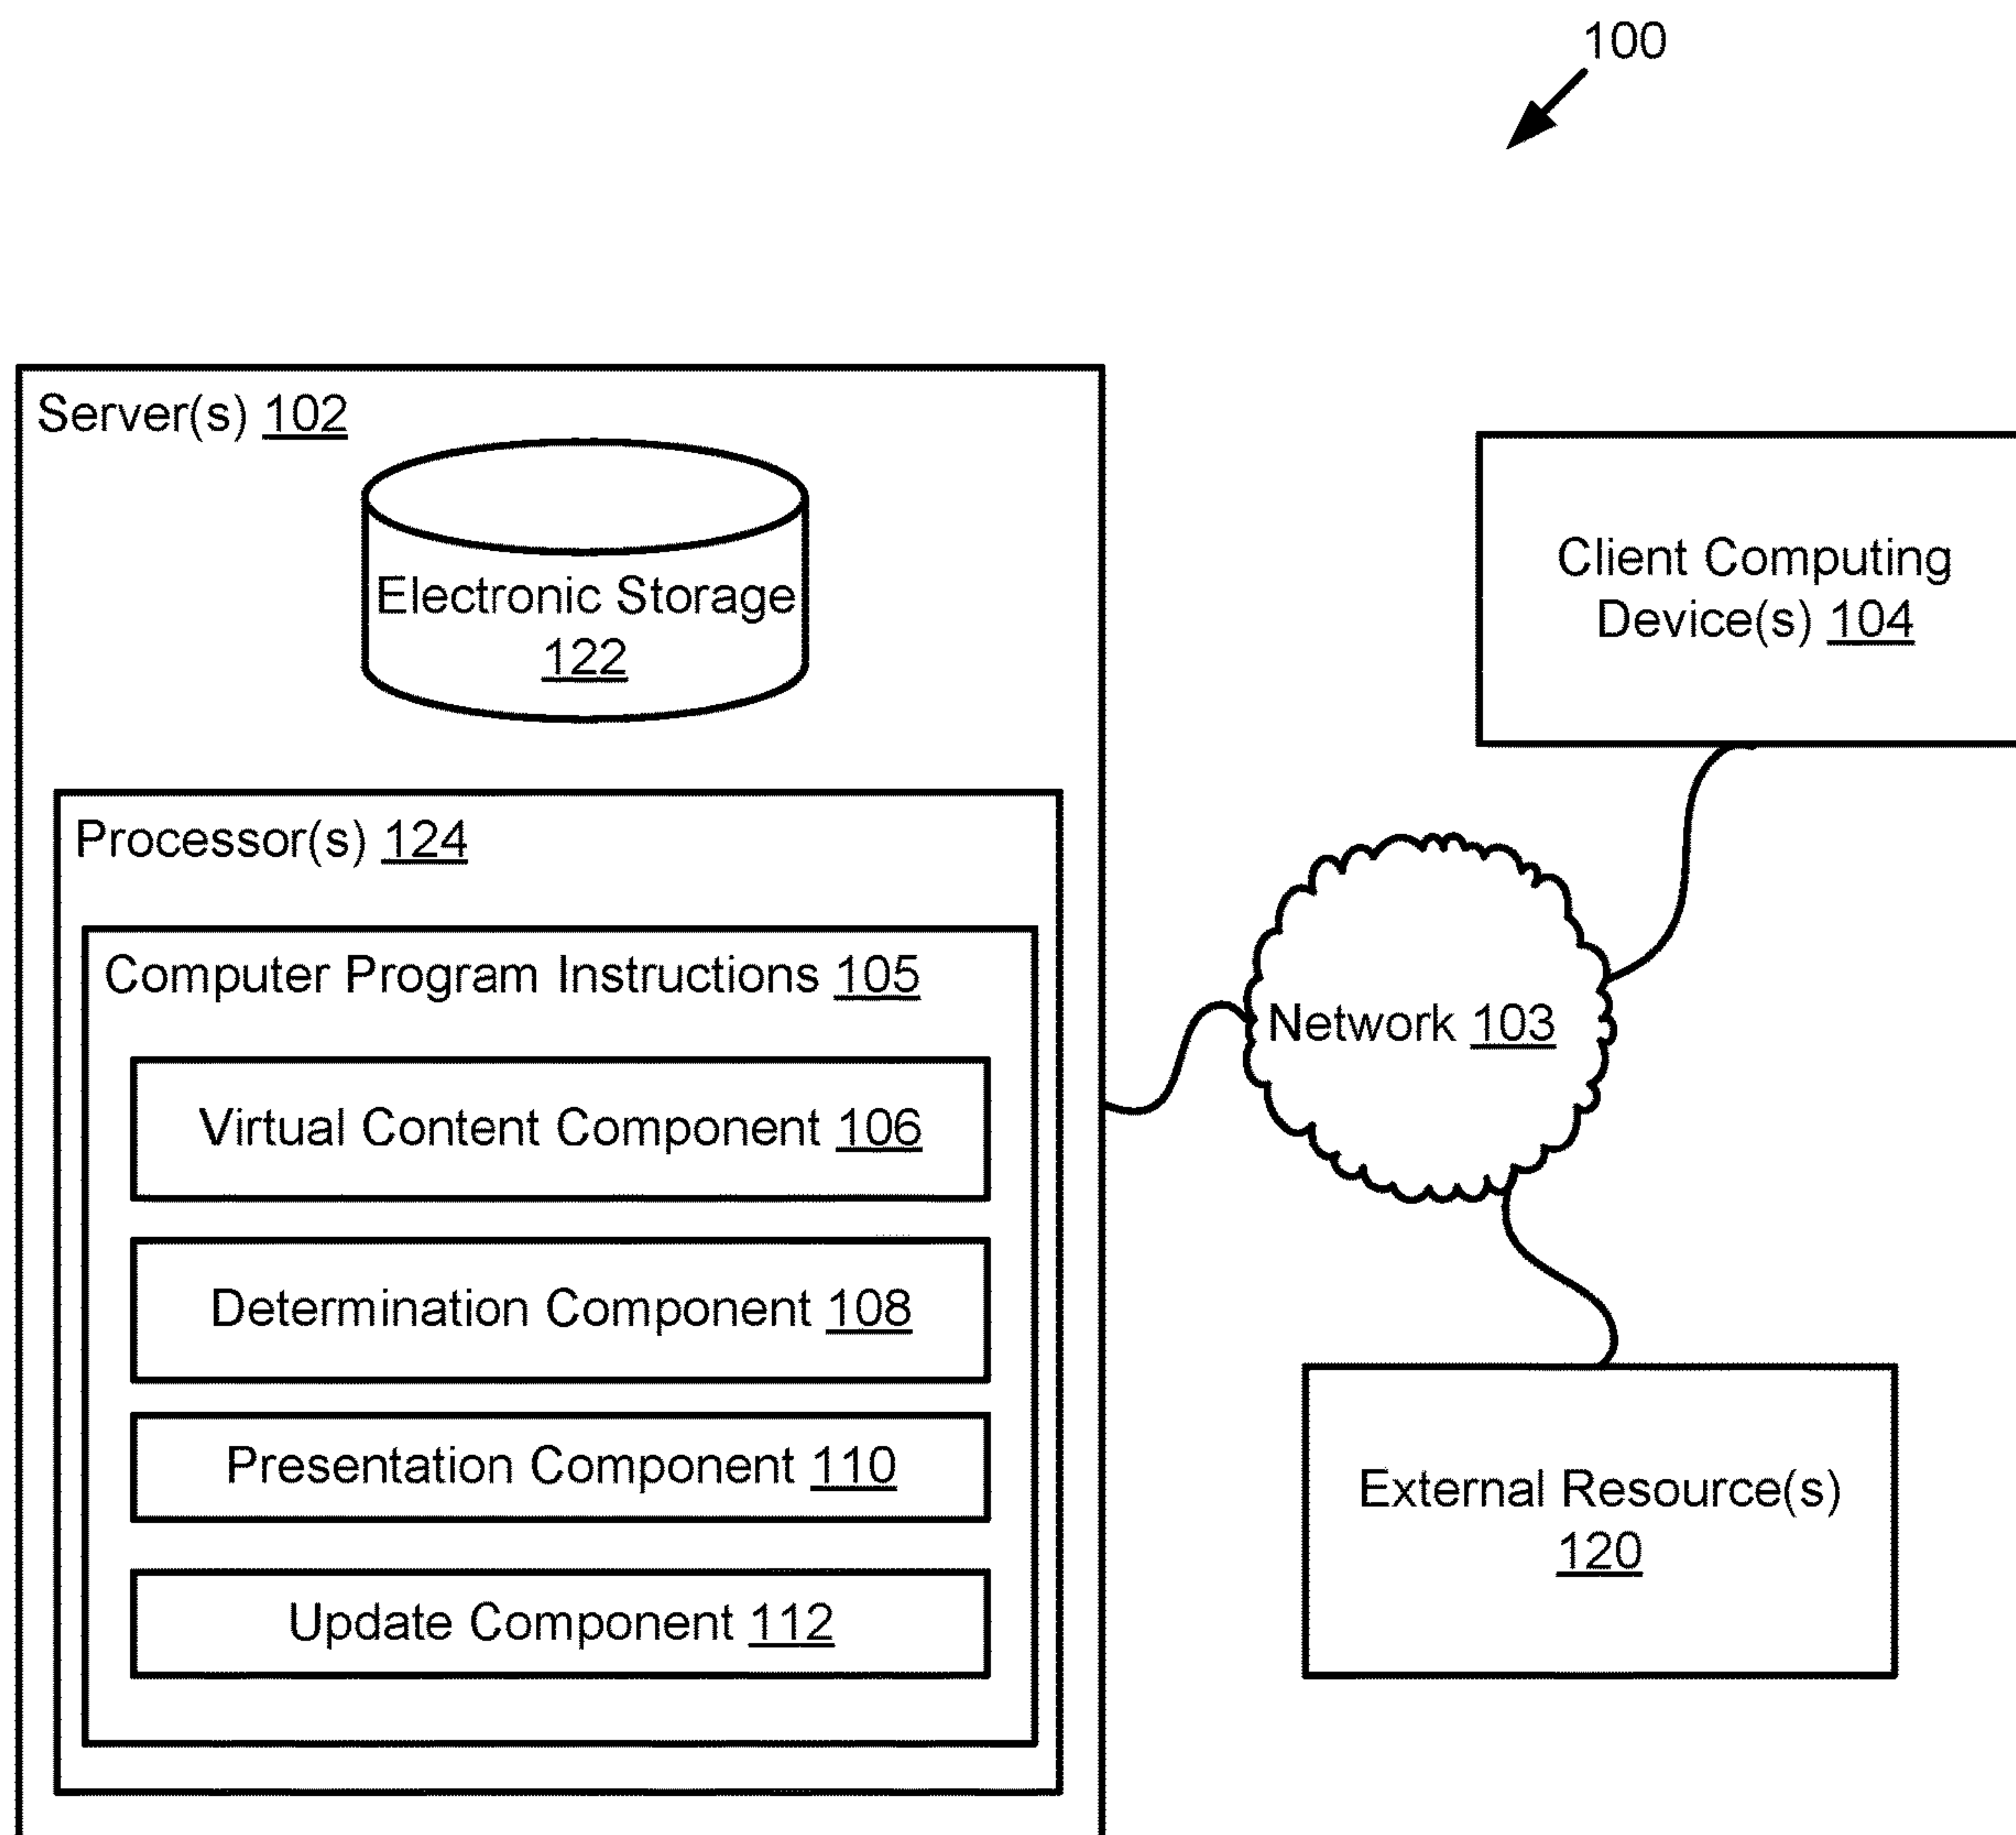 100
Server(s) 102
Electronic Storage
122
Processor(s) 124
Computer Program Instructions 105
Virtual Content Component 106
Determination Component 108
Presentation Component 110
Update Component 112
Client Computing
Device(s) 104
Network 103
External Resource(s)
120